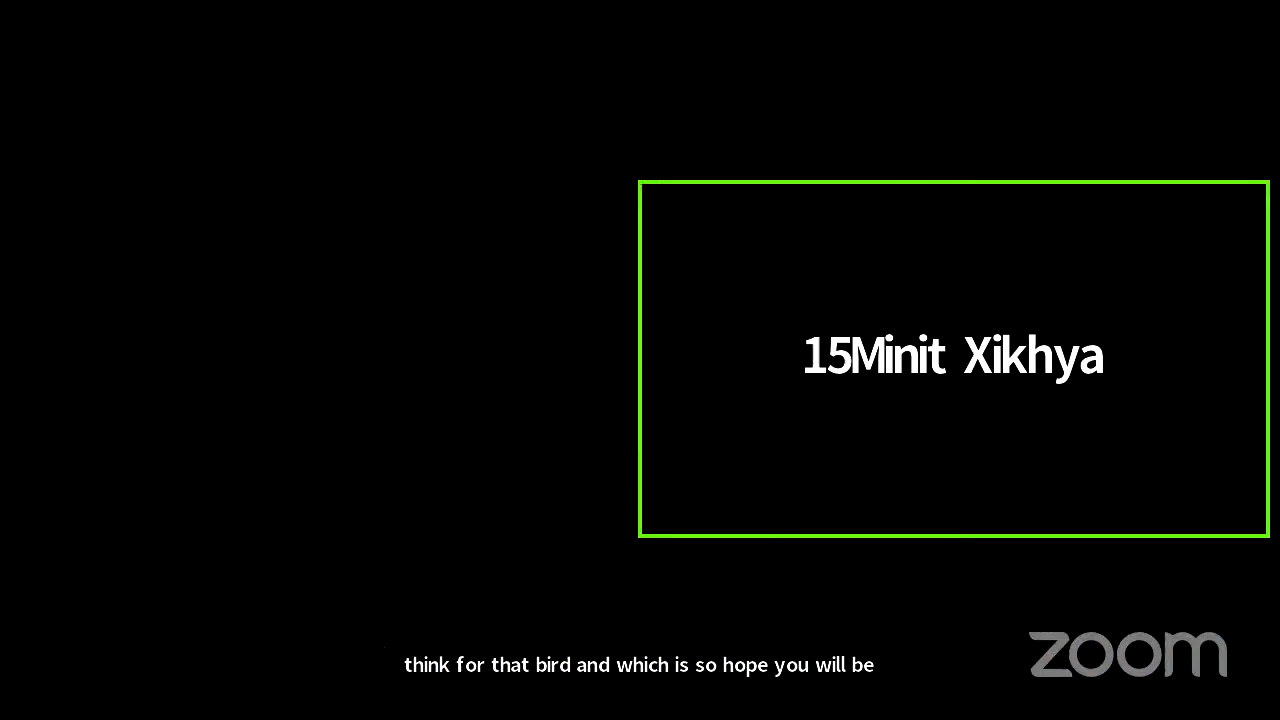 15Minit Xikhya
think for that bird and which is so hope you will be
zoom